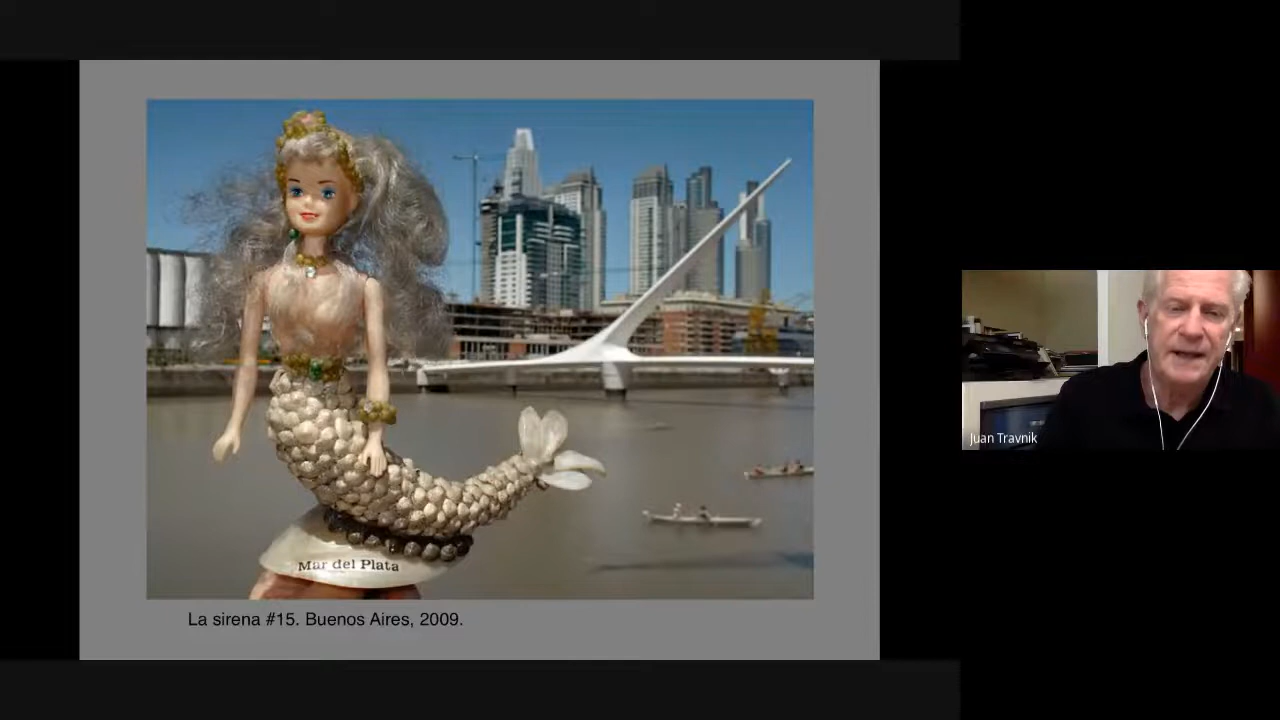 Mar del Plata
La sirena #15. Buenos Aires, 2009.
Juan Travnik